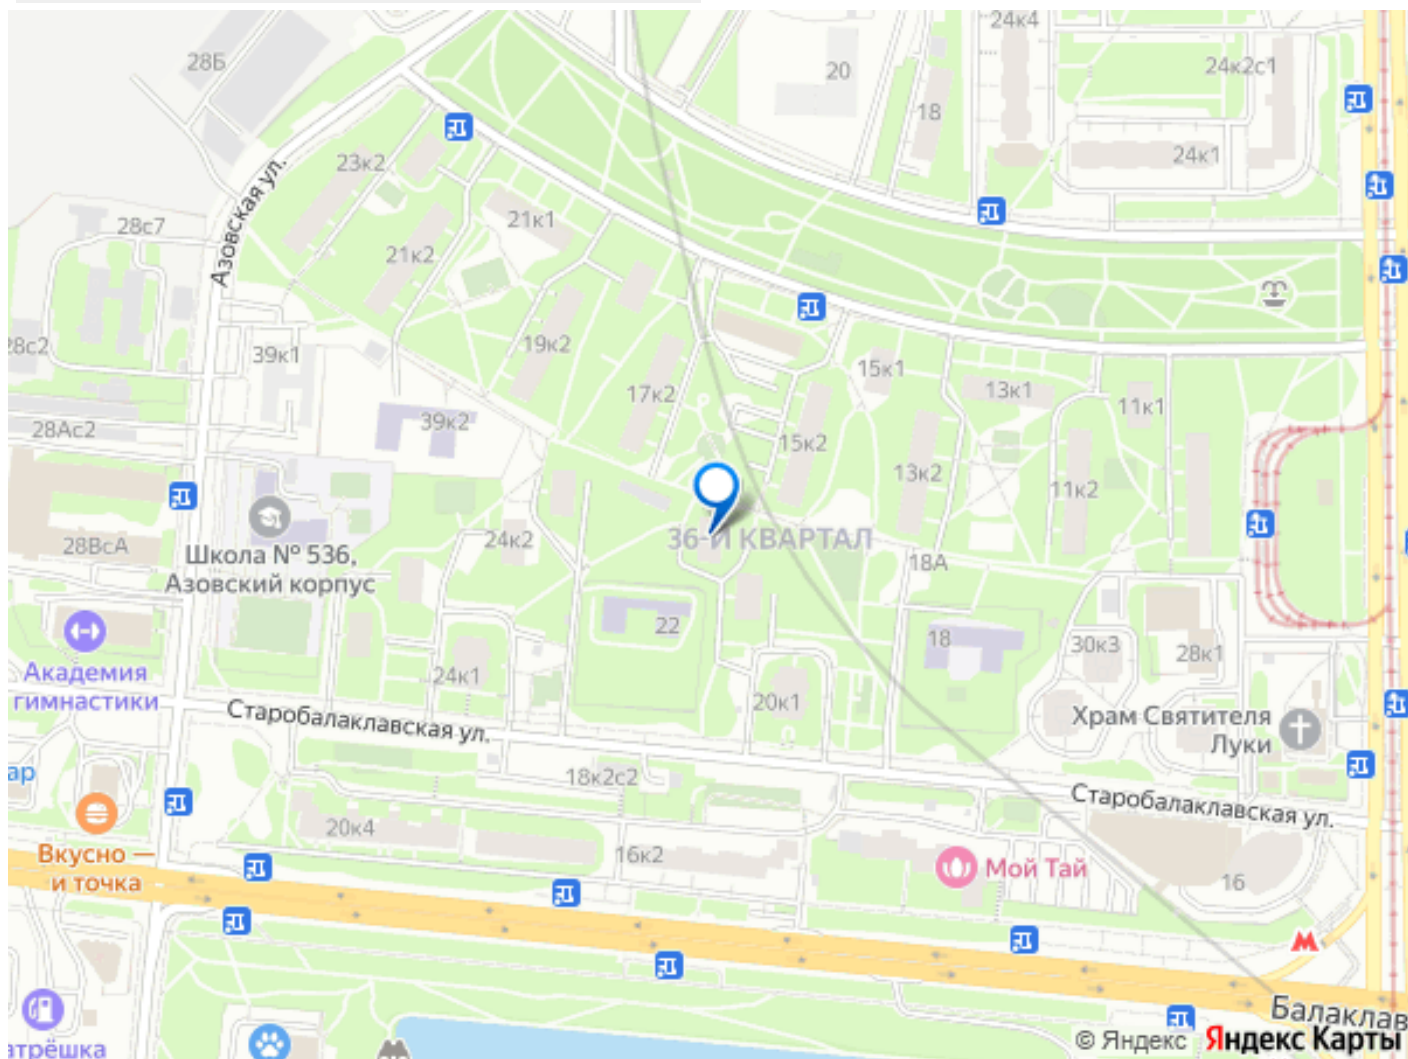 24к4
28Б
20
24к2с1
18
24к1
23к2
Азовская ул.
21к1
28с7
21к2
19к2
28с2
39к1
15к1
17к2
13к1
11к1
39к2
28Ас2
15к2
13к2
11к2
Школа № 536,
Азовский корпус
24к2
36-Й КВАРТАЛ
28ВсА
18А
22
18
30к3
28к1
Академия
гимнастики
24к1
20к1
Храм Святителя
Луки
Старобалаклавская ул.
ар
18к2с2
Старобалаклавская ул.
20к4
Вкусно —
и точка
16к2
Мой Тай
16
М
Балаклав
© Яндекс
Яндекс Карты
атрёшка